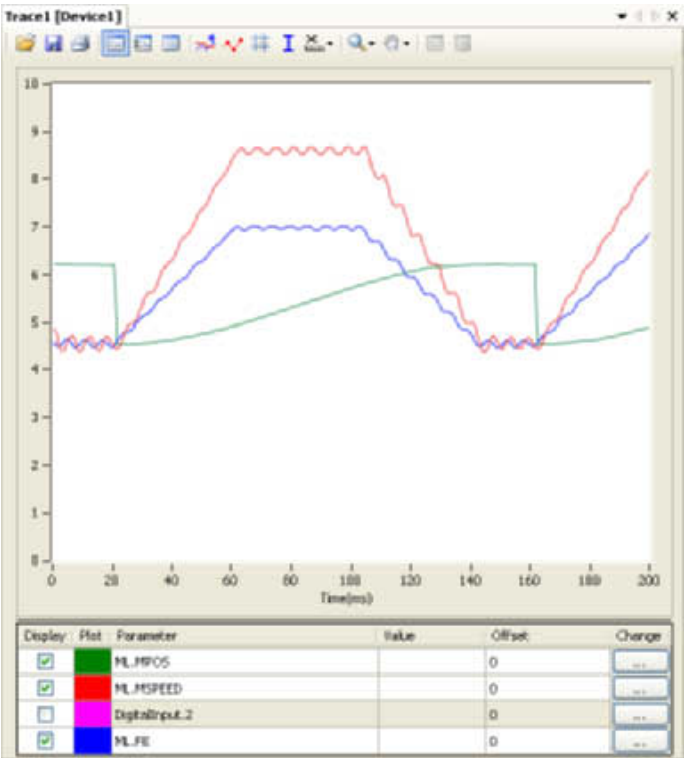 Trace1 [Device1]
10
9
8
7
6
5
4
3
2
1
0
0 20 40 60 80 100 120 140 160 180 200
Time(ms)
Display Plot Parameter Value Offset Change
ML.MPOS 0 ...
ML.MSPEED 0 ...
DigitalInput.2 0 ...
ML.FE 0 ...